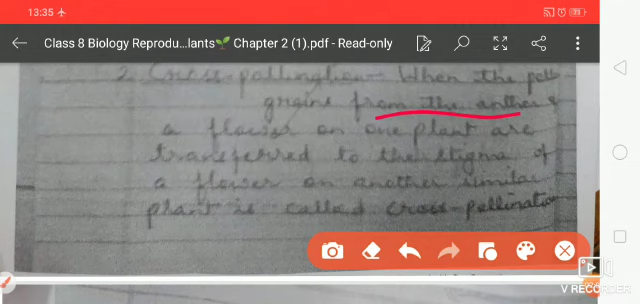 13:35
Class 8 Biology Reprodu...lants🌱 Chapter 2 (1).pdf - Read-only
2. Cross-pollination - When the poll
grains from the anther
a flower on one plant are
transferred to the stigma of
a flower on another similar
plant is called cross-pollination
V RECORDER